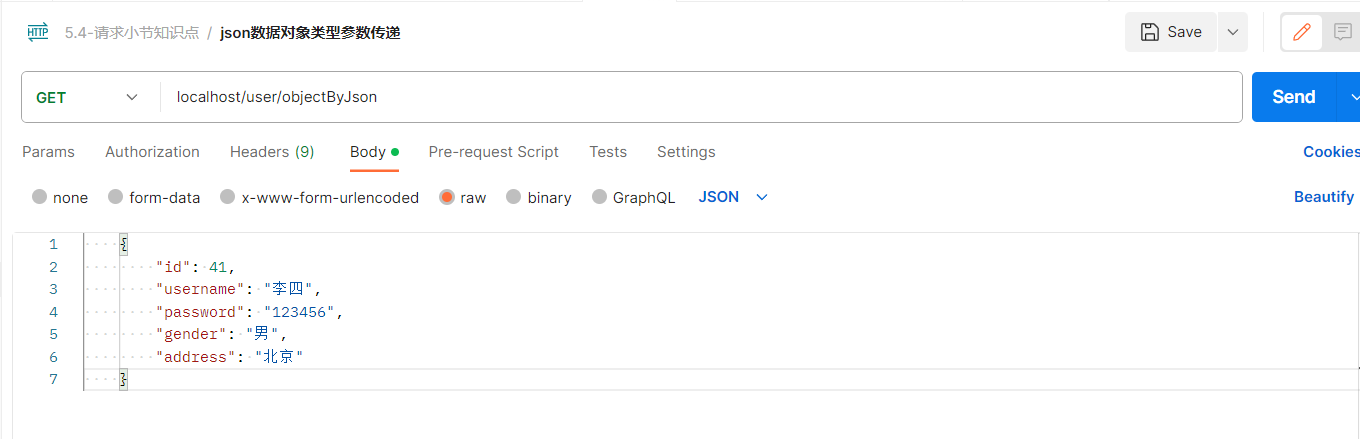 HTTP 5.4-请求小节知识点 / json数据对象类型参数传递 Save
GET localhost/user/objectByJson Send
Params Authorization Headers (9) Body Pre-request Script Tests Settings Cookies
none form-data x-www-form-urlencoded raw binary GraphQL JSON Beautify
1 {
2 "id": 41,
3 "username": "李四",
4 "password": "123456",
5 "gender": "男",
6 "address": "北京"
7 }